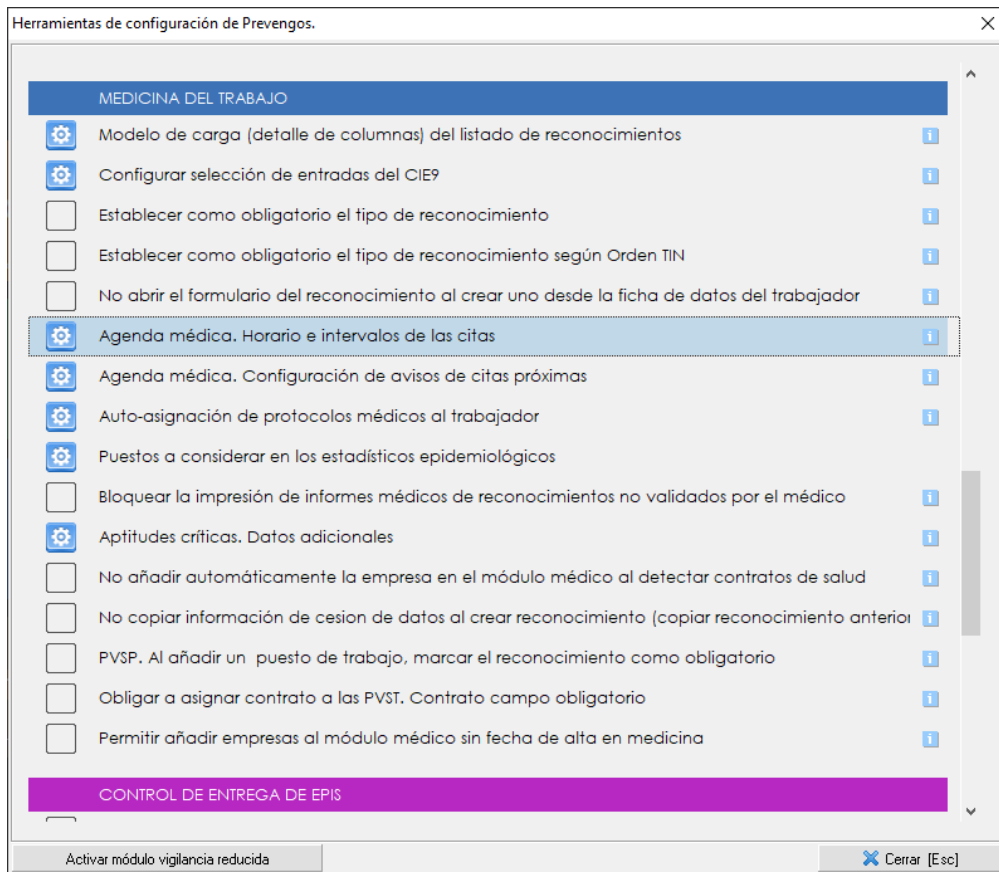 Herramientas de configuración de Prevengos.
MEDICINA DEL TRABAJO
Modelo de carga (detalle de columnas) del listado de reconocimientos
Configurar selección de entradas del CIE9
Establecer como obligatorio el tipo de reconocimiento
Establecer como obligatorio el tipo de reconocimiento según Orden TIN
No abrir el formulario del reconocimiento al crear uno desde la ficha de datos del trabajador
Agenda médica. Horario e intervalos de las citas
Agenda médica. Configuración de avisos de citas próximas
Auto-asignación de protocolos médicos al trabajador
Puestos a considerar en los estadísticos epidemiológicos
Bloquear la impresión de informes médicos de reconocimientos no validados por el médico
Aptitudes críticas. Datos adicionales
No añadir automáticamente la empresa en el módulo médico al detectar contratos de salud
No copiar información de cesion de datos al crear reconocimiento (copiar reconocimiento anterior
PVSP. Al añadir un puesto de trabajo, marcar el reconocimiento como obligatorio
Obligar a asignar contrato a las PVST. Contrato campo obligatorio
Permitir añadir empresas al módulo médico sin fecha de alta en medicina
CONTROL DE ENTREGA DE EPIS
Activar módulo vigilancia reducida
Cerrar [Esc]